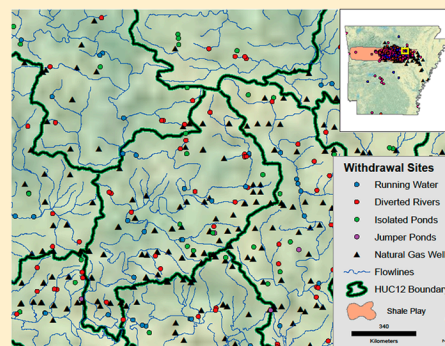 Withdrawal Sites
Running Water
Diverted Rivers
Isolated Ponds
Jumper Ponds
Natural Gas Well
Flowlines
HUC12 Boundar
Shale Play
340
Kilometers